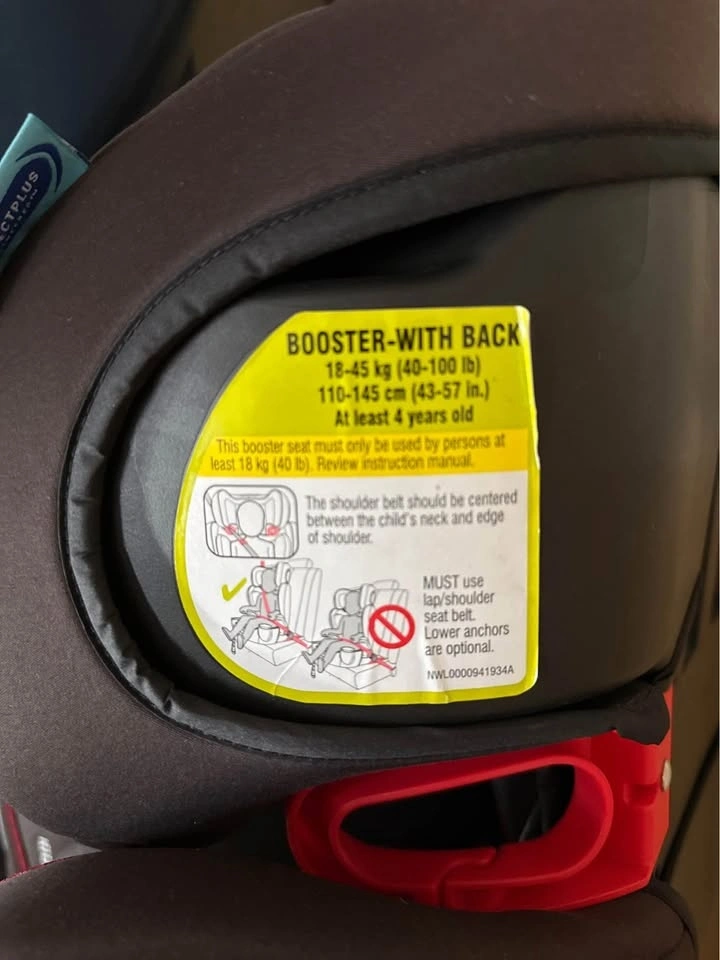 CTPLUS
BOOSTER-WITH BACK
18-45 kg (40-100 lb)
110-145 cm (43-57 in.)
At least 4 years old
This booster seat must only be used by persons at
least 18 kg (40 lb). Review instruction manual.
The shoulder belt should be centered
between the child's neck and edge
of shoulder.
MUST use
lap/shoulder
seat belt.
Lower anchors
are optional.
NWL0000941934A